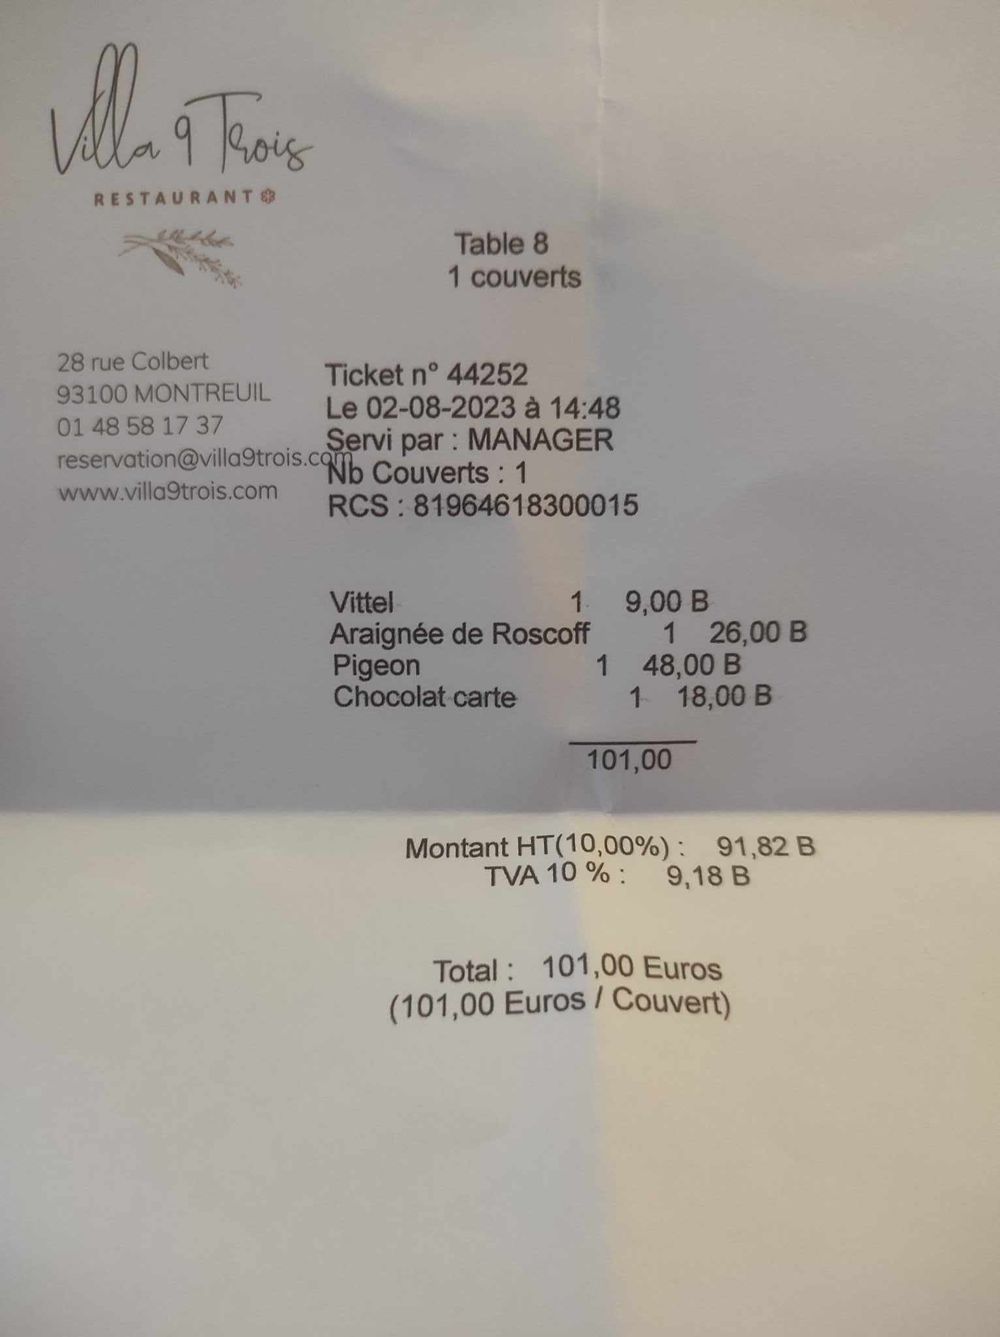 Villa 9 Trois
RESTAURANT
Table 8
1 couverts
28 rue Colbert
93100 MONTREUIL
01 48 58 17 37
reservation@villa9trois.com
www.villa9trois.com
Ticket n° 44252
Le 02-08-2023 à 14:48
Servi par : MANAGER
Nb Couverts : 1
RCS : 81964618300015
Vittel 1 9,00 B
Araignée de Roscoff 1 26,00 B
Pigeon 1 48,00 B
Chocolat carte 1 18,00 B
101,00
Montant HT(10,00%) : 91,82 B
TVA 10 % : 9,18 B
Total : 101,00 Euros
(101,00 Euros / Couvert)